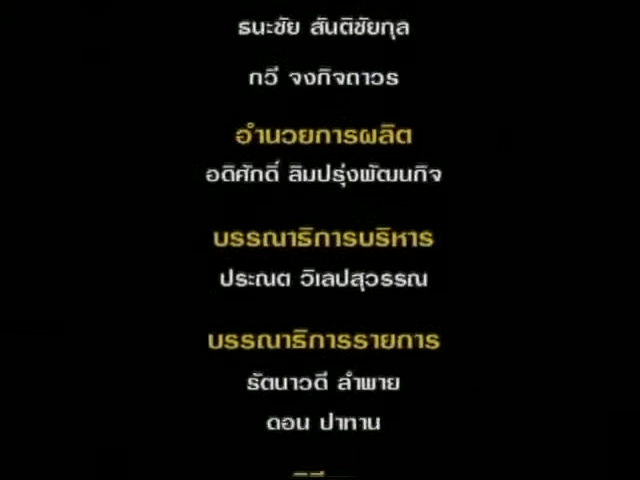 ธนะชัย สันติชัยกูล
กวี จงกิจถาวร
อำนวยการผลิต
อดิศักดิ์ ลิมปรุ่งพัฒนกิจ
บรรณาธิการบริหาร
ประณต วิเลปสุวรรณ
บรรณาธิการรายการ
รัตนาวดี ลำพาย
ดอน ปาทาน